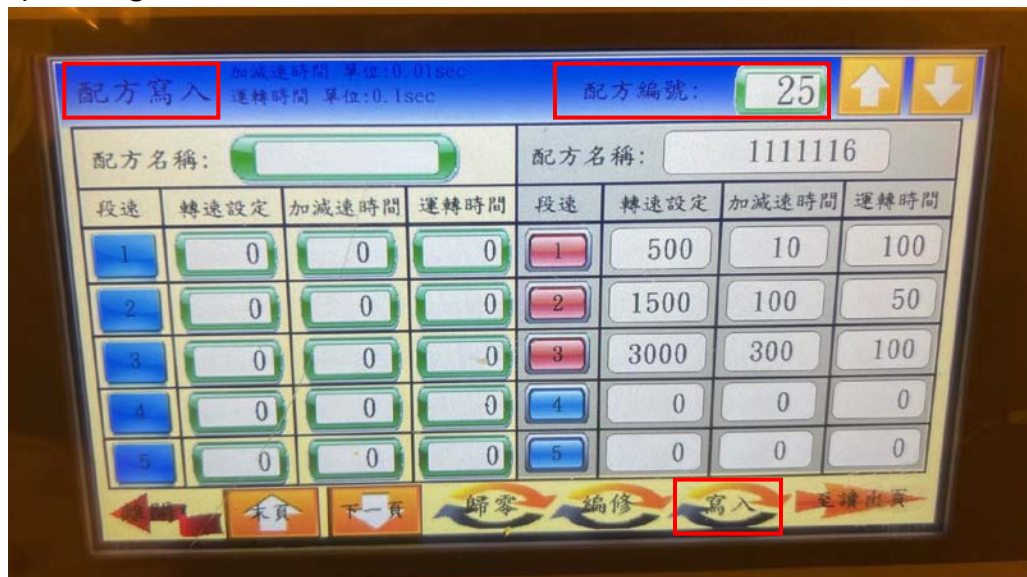 配方寫入
加減速時間 單位:0.01sec
運轉時間 單位:0.1sec
配方編號: 25
配方名稱:
配方名稱: 1111116
段速 轉速設定 加減速時間 運轉時間 段速 轉速設定 加減速時間 運轉時間
1 0 0 0 1 500 10 100
2 0 0 0 2 1500 100 50
3 0 0 0 3 3000 300 100
4 0 0 0 4 0 0 0
5 0 0 0 5 0 0 0
離開 末頁 下一頁 歸零 編修 寫入 至讀出頁